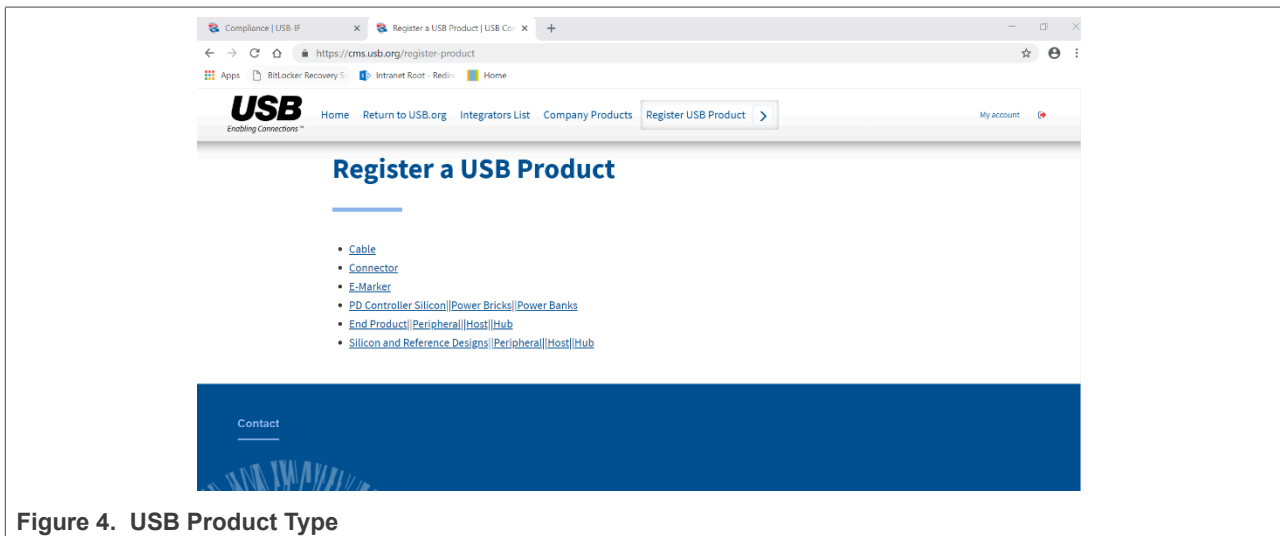 Compliance | USB-IF
Register a USB Product | USB Co
https://cms.usb.org/register-product
Apps BitLocker Recovery Intranet Root - Redire Home
USB
Enabling Connections™
Home Return to USB.org Integrators List Company Products Register USB Product >
My account
Register a USB Product
• Cable
• Connector
• E-Marker
• PD Controller Silicon||Power Bricks||Power Banks
• End Product||Peripheral||Host||Hub
• Silicon and Reference Designs||Peripheral||Host||Hub
Contact
Figure 4. USB Product Type